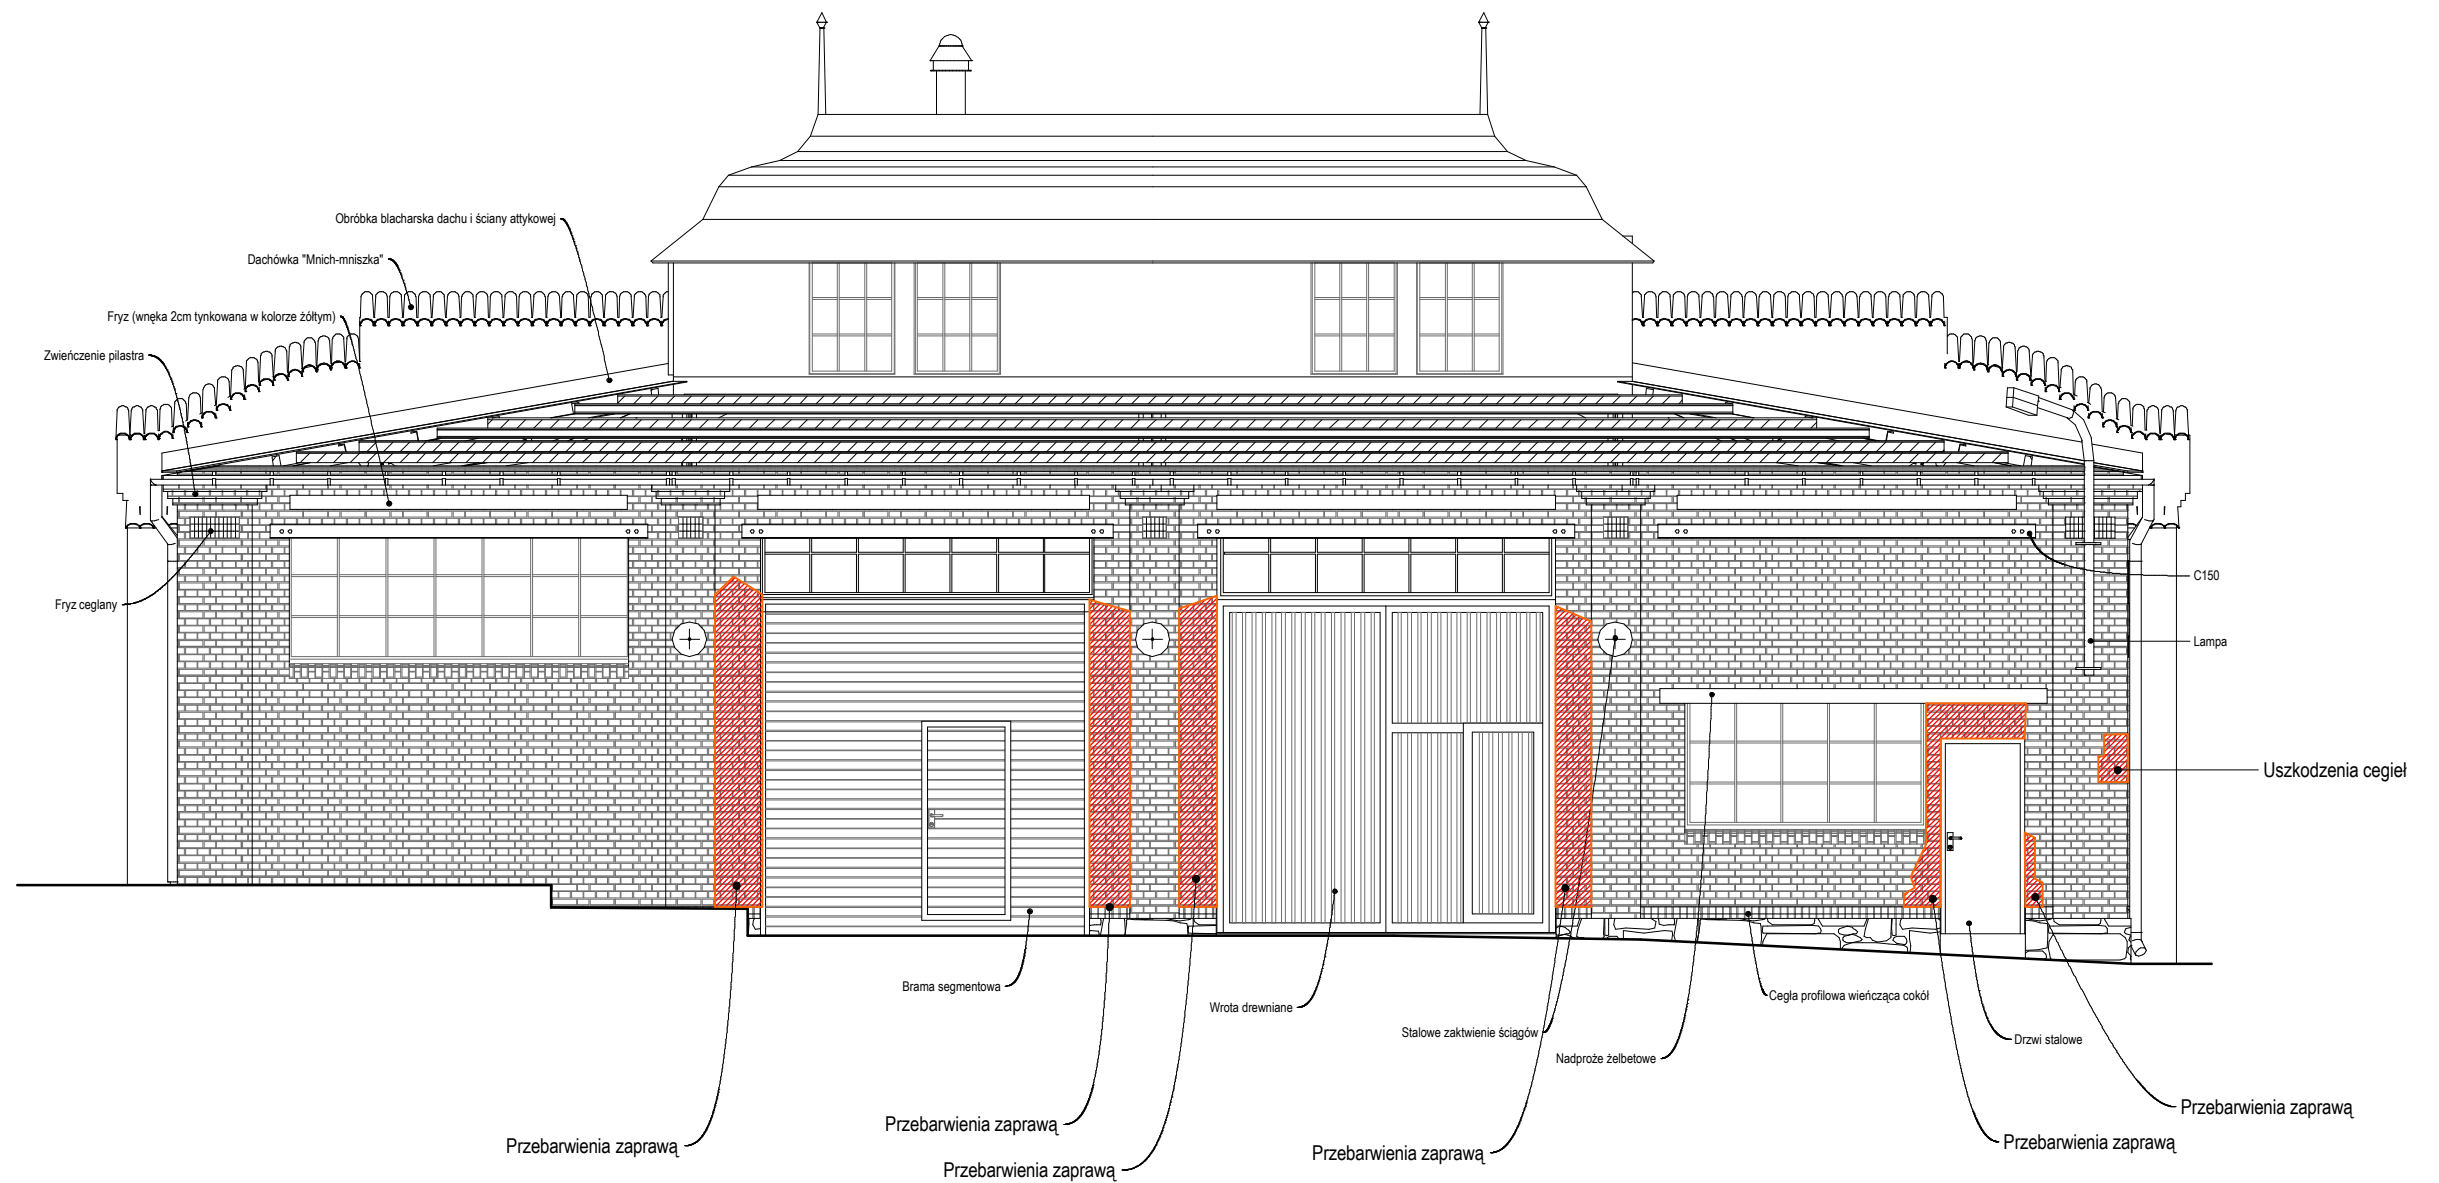 Obróbka blacharska dachu i ściany attykowej
Dachówka "Mnich-mniszka"
Fryz (wnęka 2cm tynkowana w kolorze żółtym)
Zwieńczenie pilastra
Fryz ceglany
C150
Lampa
Uszkodzenia cegieł
Brama segmentowa
Wrota drewniane
Cegła profilowa wieńcząca cokół
Stalowe zaktwienie ściągów
Drzwi stalowe
Nadproże żelbetowe
Przebarwienia zaprawą
Przebarwienia zaprawą
Przebarwienia zaprawą
Przebarwienia zaprawą
Przebarwienia zaprawą
Przebarwienia zaprawą